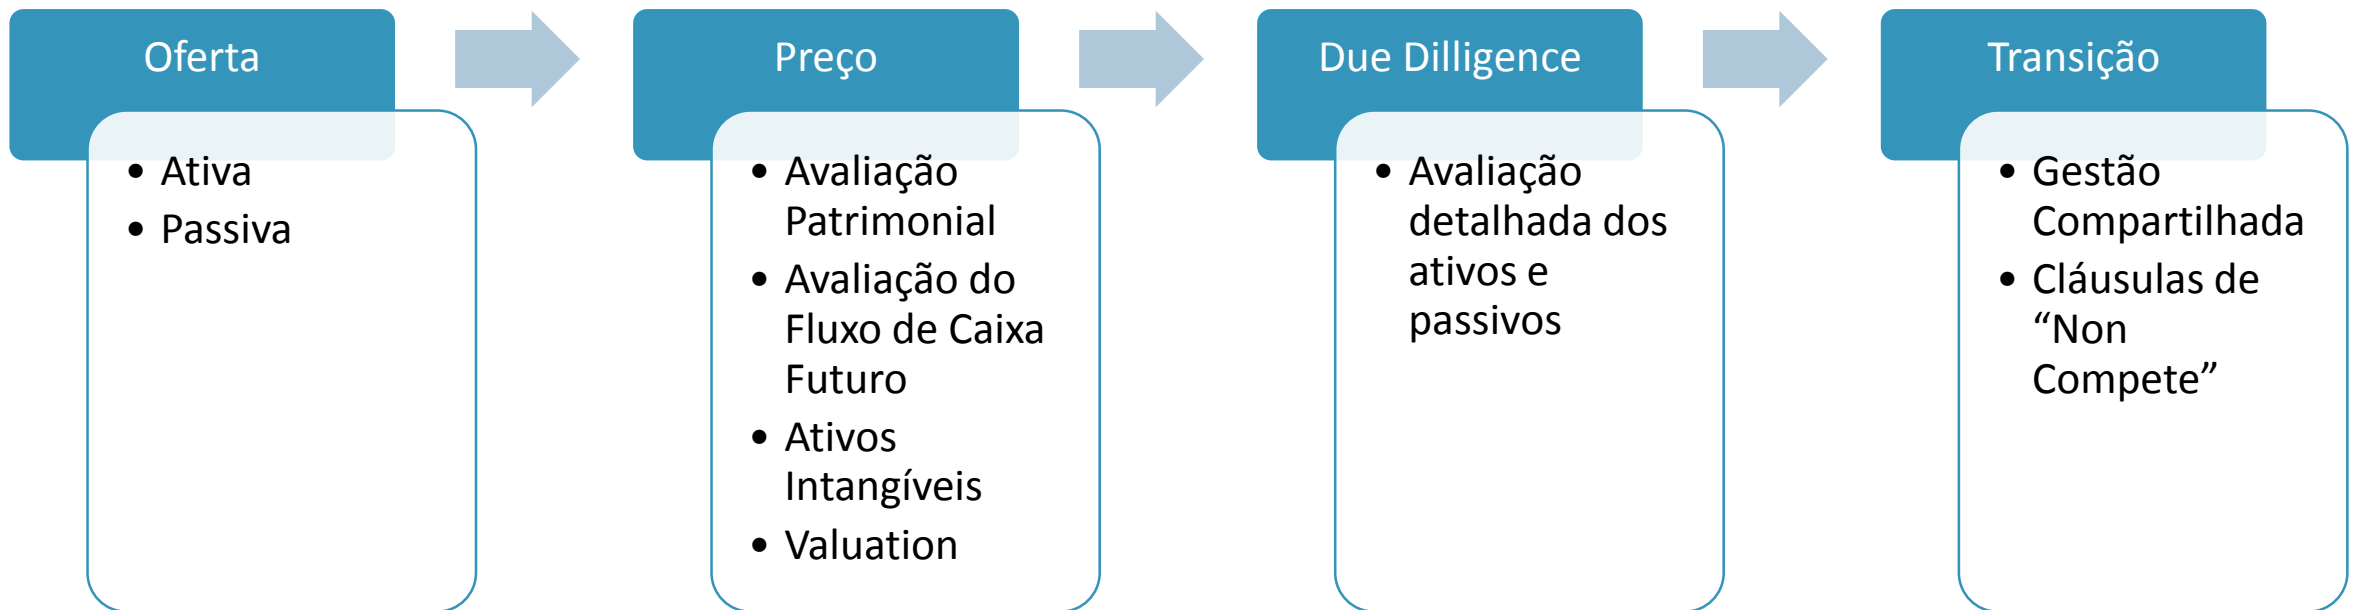 Oferta
• Ativa
• Passiva
Preço
• Avaliação
Patrimonial
• Avaliação do
Fluxo de Caixa
Futuro
• Ativos
Intangíveis
• Valuation
Due Dilligence
• Avaliação
detalhada dos
ativos e
passivos
Transição
• Gestão
Compartilhada
• Cláusulas de
“Non
Compete”